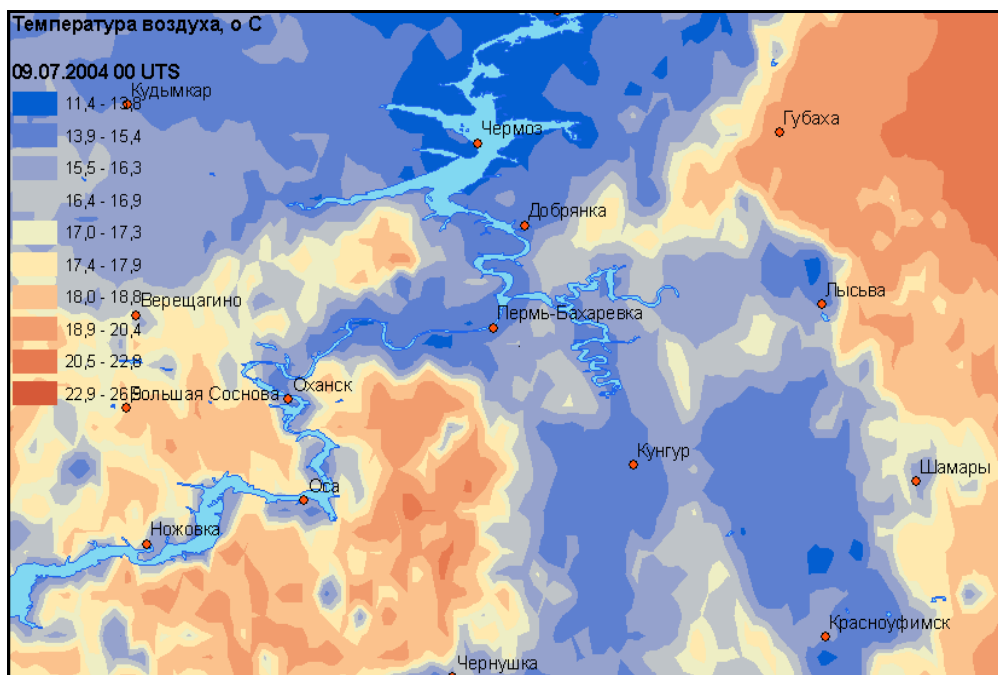 Температура воздуха, о С
09.07.2004 00 UTS
11,4 - 13,8
13,9 - 15,4
15,5 - 16,3
16,4 - 16,9
17,0 - 17,3
17,4 - 17,9
18,0 - 18,8
18,9 - 20,4
20,5 - 22,8
22,9 - 26,
Кудымкар
Чермоз
Губаха
Добрянка
Верещагино
Пермь-Бахаревка
Лысьва
Большая Соснова
Оханск
Кунгур
Шамары
Оса
Ножовка
Красноуфимск
Чернушка